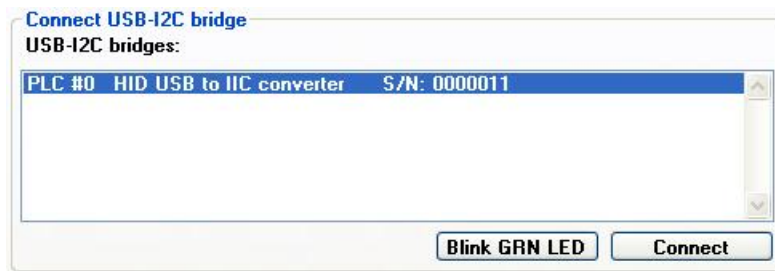 Connect USB-I2C bridge
USB-I2C bridges:
PLC #0 HID USB to IIC converter S/N: 0000011
Blink GRN LED Connect